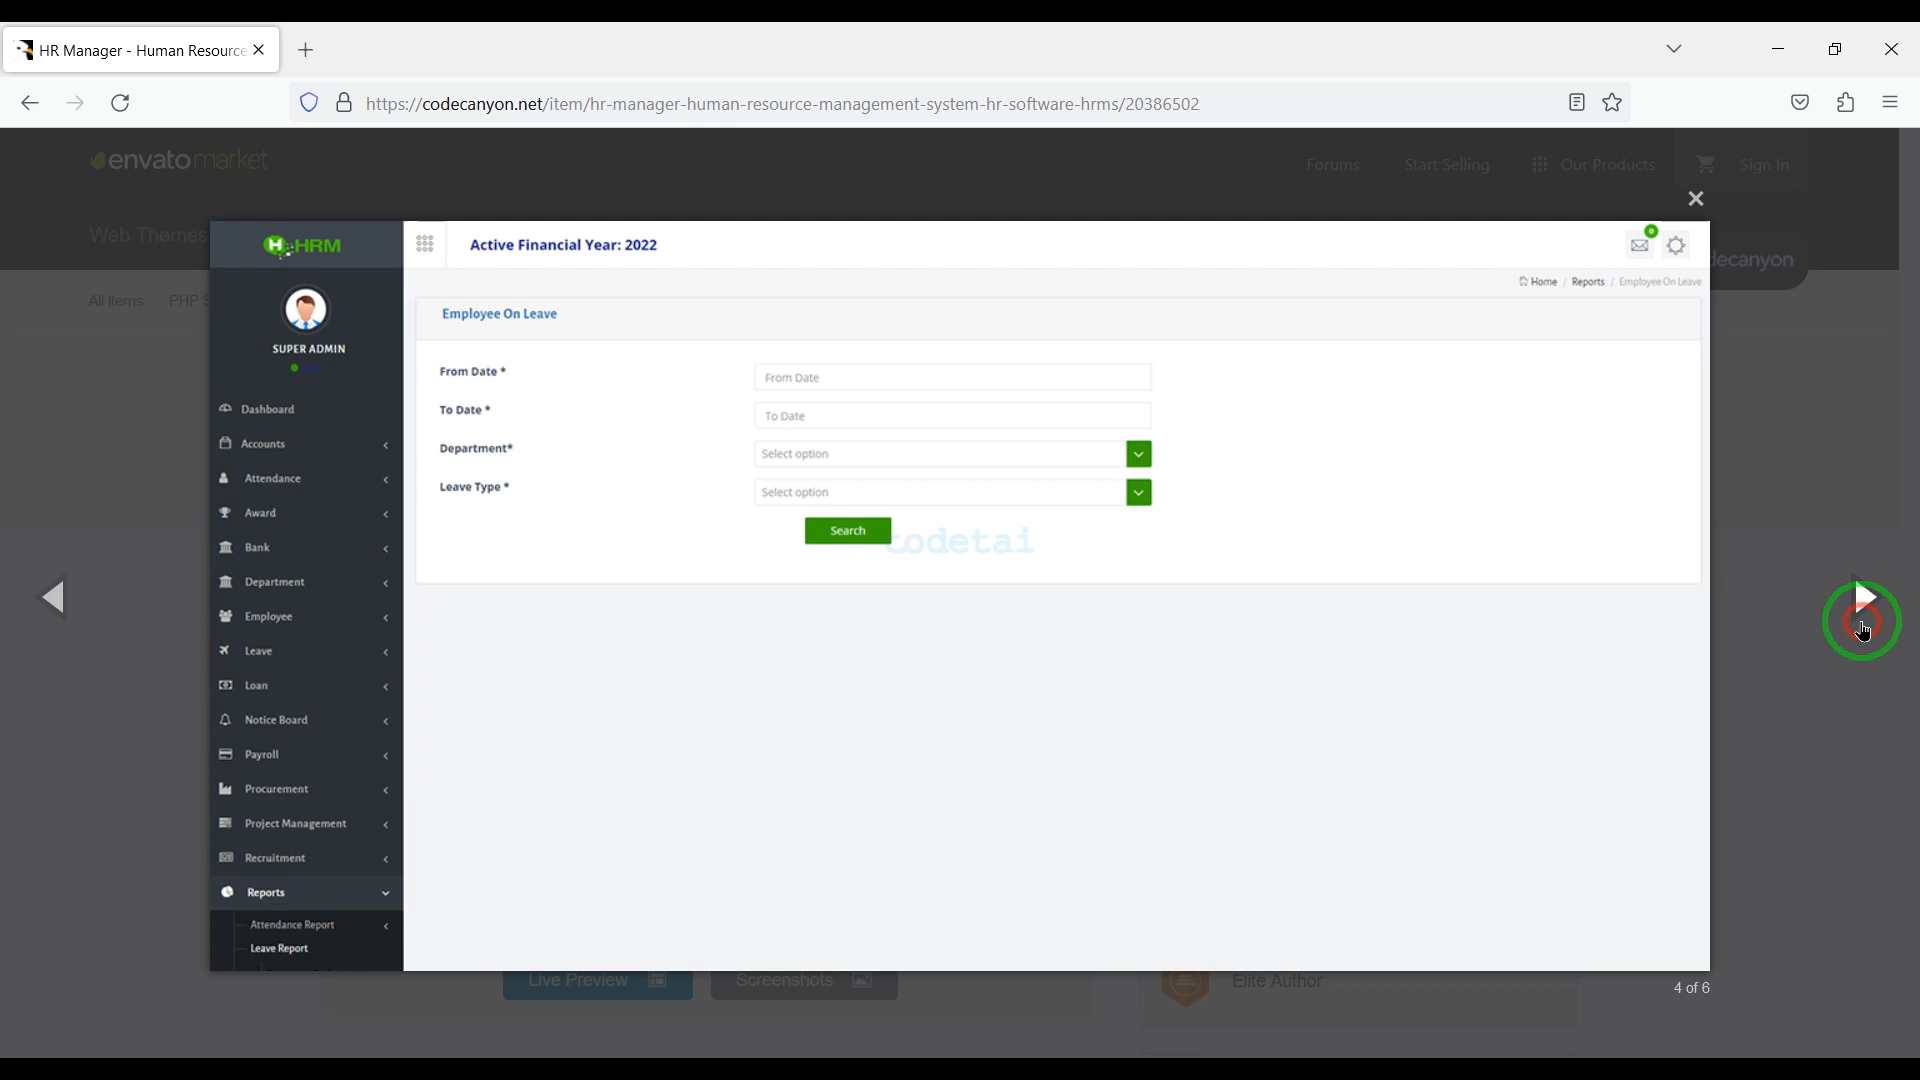 HR Manager - Human Resource
https://codecanyon.net/item/hr-manager-human-resource-management-system-hr-software-hrms/20386502
envatomarket
Forums
Start Selling
Our Products
Sign In
Web Themes
decanyon
All Items
PHP S
HRM
Active Financial Year: 2022
0
Home / Reports / Employee On Leave
SUPER ADMIN
Employee On Leave
From Date *
From Date
To Date *
To Date
Department*
Select option
Leave Type *
Select option
Search
codetai
Dashboard
Accounts
Attendance
Award
Bank
Department
Employee
Leave
Loan
Notice Board
Payroll
Procurement
Project Management
Recruitment
Reports
Attendance Report
Leave Report
Live Preview
Screenshots
Elite Author
4 of 6